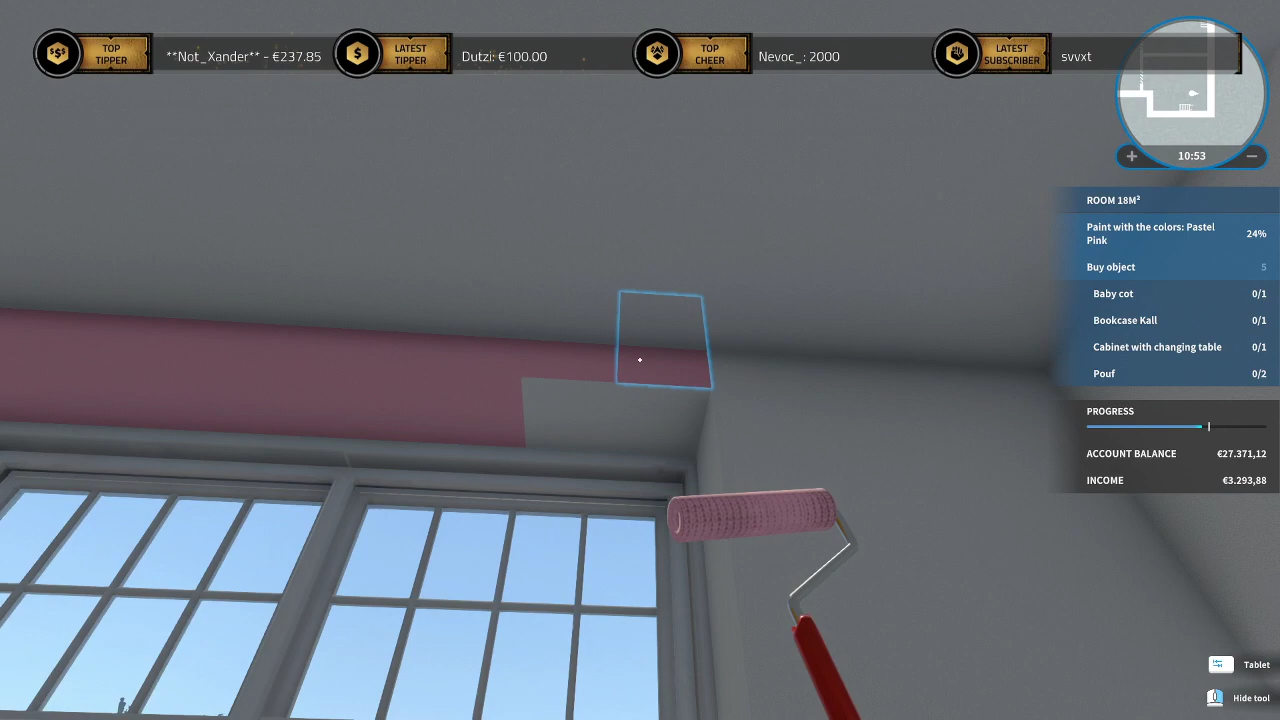 TOP
TIPPER
**Not_Xander** - €237.85
LATEST
TIPPER
Dutzi: €100.00
TOP
CHEER
Nevoc_: 2000
LATEST
SUBSCRIBER
svvxt
10:53
ROOM 18M²
Paint with the colors: Pastel
Pink
24%
Buy object 5
Baby cot 0/1
Bookcase Kall 0/1
Cabinet with changing table 0/1
Pouf 0/2
PROGRESS
ACCOUNT BALANCE €27.371,12
INCOME €3.293,88
Tablet
Hide tool